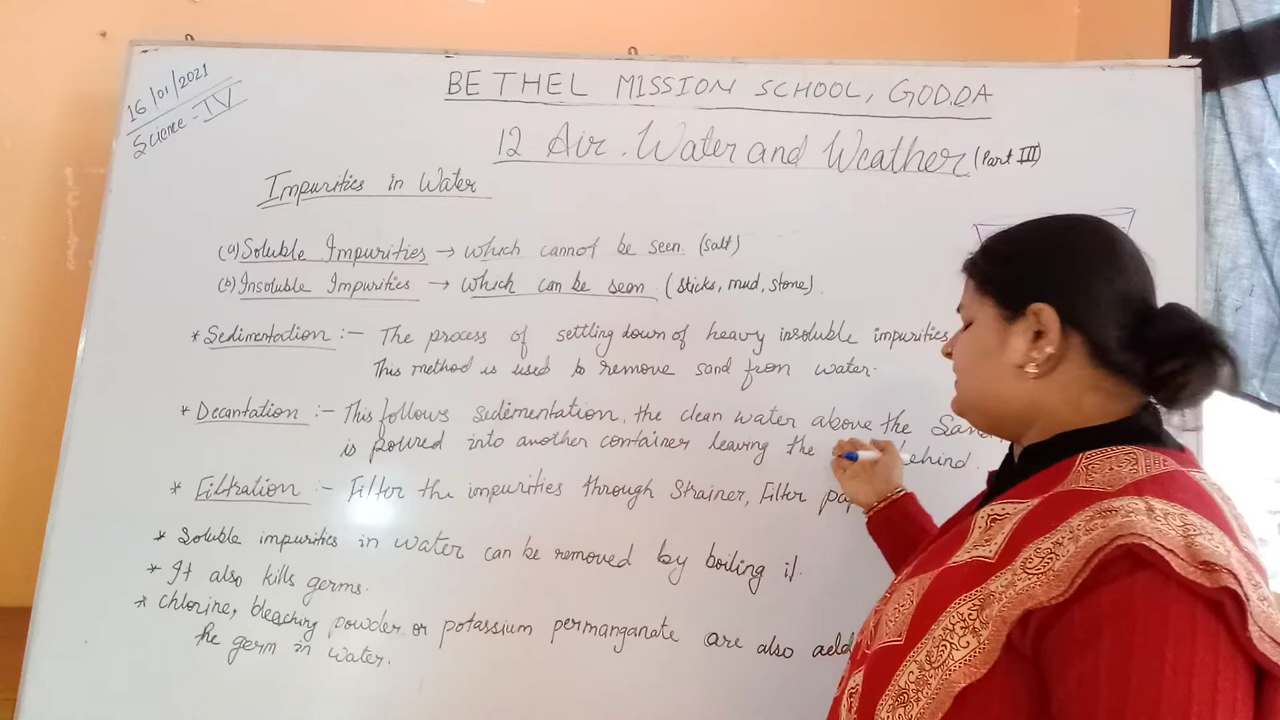 16/01/2021
Science - IV
BETHEL MISSION SCHOOL, GODDA
12 Air, Water and Weather (Part III)
Impurities in Water
(a) Soluble Impurities → which cannot be seen. (salt)
(b) Insoluble Impurities → which can be seen (sticks, mud, stone).
* Sedimentation :- The process of settling down of heavy insoluble impurities
This method is used to remove sand from water.
* Decantation :- This follows sedimentation, the clean water above the
is poured into another container leaving the behind.
* Filtration :- Filter the impurities through Strainer, Filter
* Soluble impurities in water can be removed by boiling it.
* It also kills germs.
* chlorine, bleaching powder or potassium permanganate are also
germ in water.